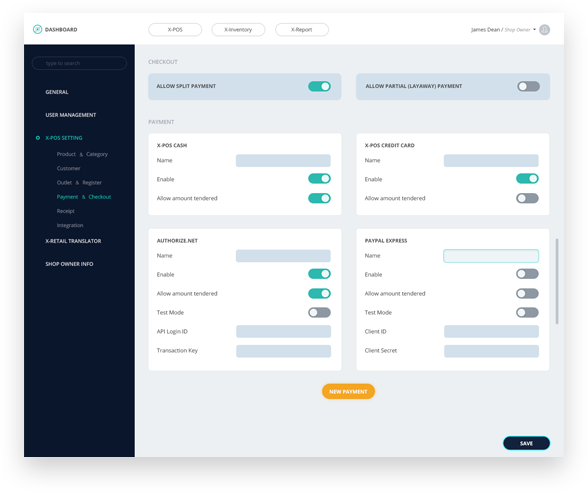 DASHBOARD
X-POS
X-Inventory
X-Report
James Dean / Shop Owner
Type to search
GENERAL
USER MANAGEMENT
X-POS SETTING
Product & Category
Customer
Outlet & Register
Payment & Checkout
Receipt
Integration
X-RETAIL TRANSLATOR
SHOP OWNER INFO
CHECKOUT
ALLOW SPLIT PAYMENT
ALLOW PARTIAL (LAYAWAY) PAYMENT
PAYMENT
X-POS CASH
Name
Enable
Allow amount tendered
X-POS CREDIT CARD
Name
Enable
Allow amount tendered
AUTHORIZE.NET
Name
Enable
Allow amount tendered
Test Mode
API Login ID
Transaction Key
PAYPAL EXPRESS
Name
Enable
Allow amount tendered
Test Mode
Client ID
Client Secret
NEW PAYMENT
SAVE